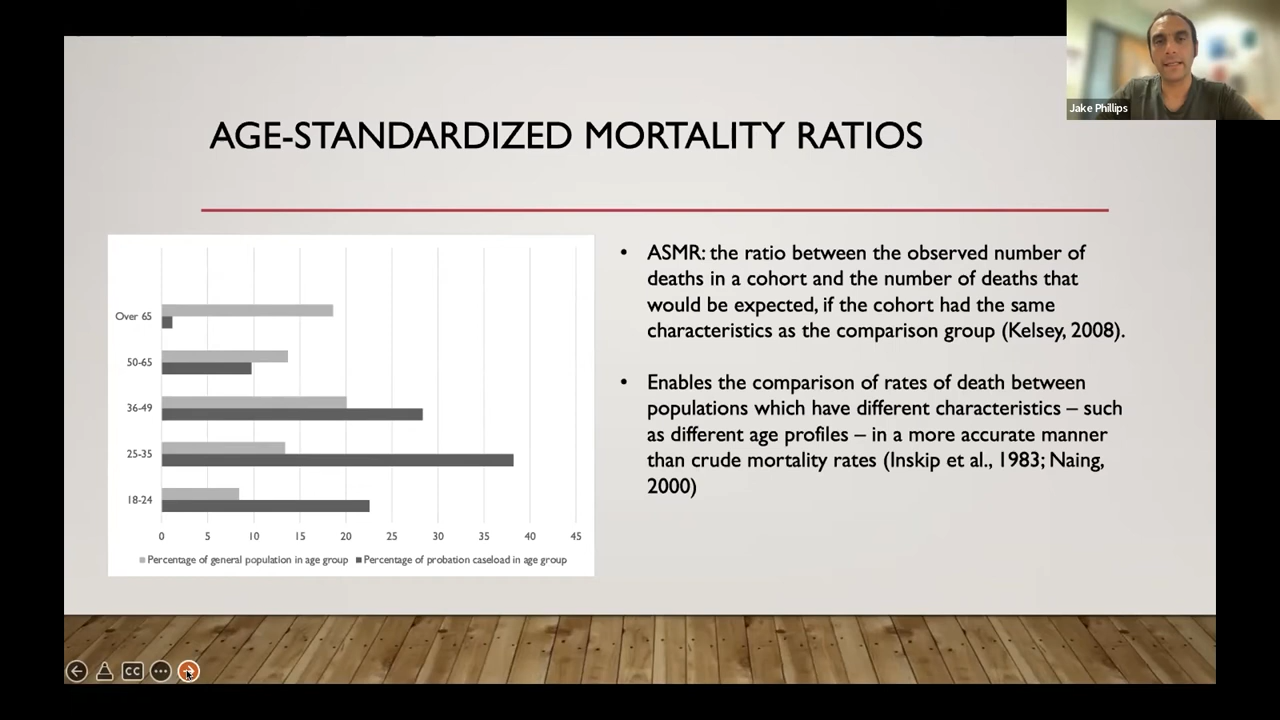 Jake Phillips
AGE-STANDARDIZED MORTALITY RATIOS
Over 65
50-65
36-49
25-35
18-24
0 5 10 15 20 25 30 35 40 45
Percentage of general population in age group Percentage of probation caseload in age group
• ASMR: the ratio between the observed number of
deaths in a cohort and the number of deaths that
would be expected, if the cohort had the same
characteristics as the comparison group (Kelsey, 2008).
• Enables the comparison of rates of death between
populations which have different characteristics – such
as different age profiles – in a more accurate manner
than crude mortality rates (Inskip et al., 1983; Naing,
2000)
CC